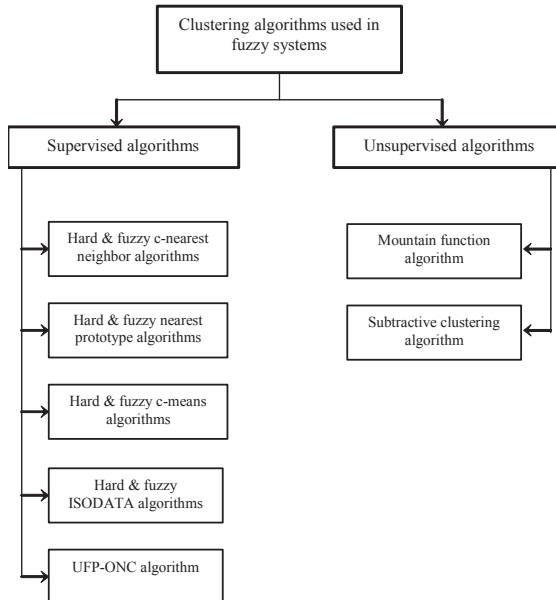 Clustering algorithms used in
fuzzy systems
Supervised algorithms
Unsupervised algorithms
Hard & fuzzy c-nearest
neighbor algorithms
Hard & fuzzy nearest
prototype algorithms
Hard & fuzzy c-means
algorithms
Hard & fuzzy
ISODATA algorithms
UFP-ONC algorithm
Mountain function
algorithm
Subtractive clustering
algorithm